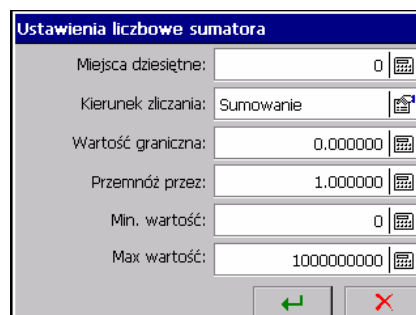 Ustawienia liczbowe sumatora
Miejsca dziesiętne: 0
Kierunek zliczania: Sumowanie
Wartość graniczna: 0.000000
Przemnóż przez: 1.000000
Min. wartość: 0
Max wartość: 1000000000